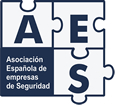 A E
Asociación
Española de
empresas
de Seguridad
S